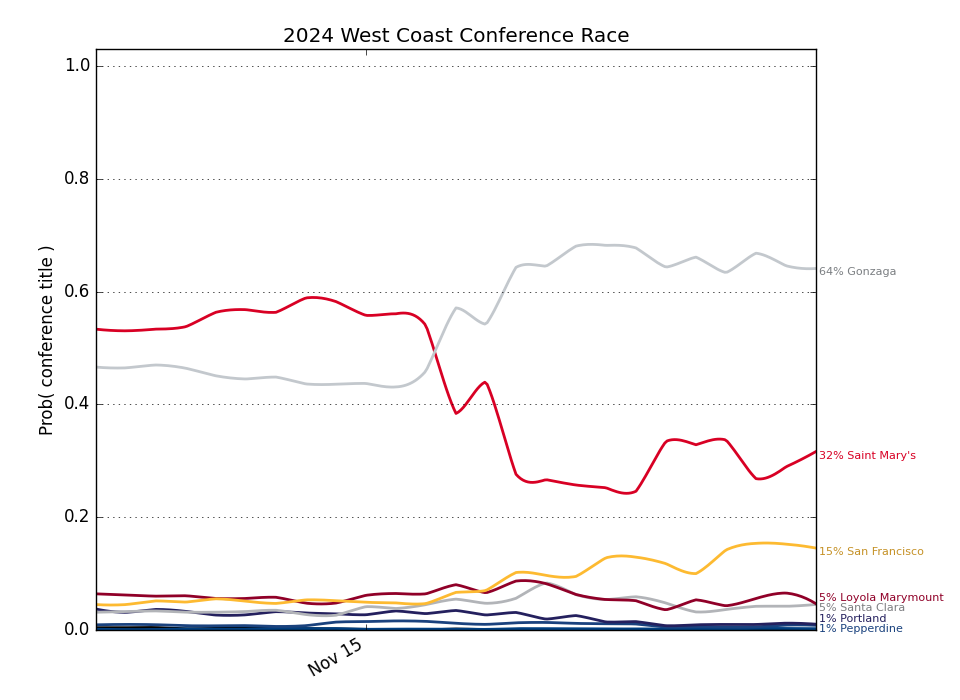 2024 West Coast Conference Race
1.0
0.8
0.6
0.4
0.2
0.0
Prob( conference title )
Nov 15
64% Gonzaga
32% Saint Mary's
15% San Francisco
5% Loyola Marymount
5% Santa Clara
1% Portland
1% Pepperdine